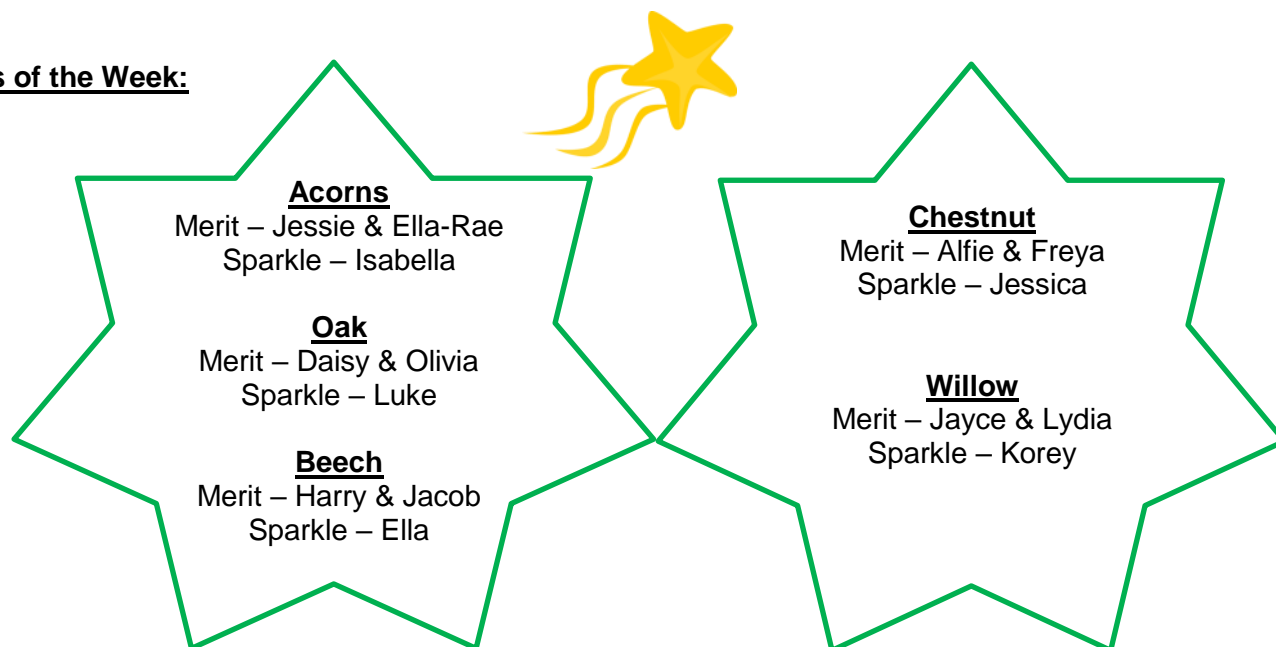 s of the Week:
Acorns
Merit – Jessie & Ella-Rae
Sparkle – Isabella
Oak
Merit – Daisy & Olivia
Sparkle – Luke
Beech
Merit – Harry & Jacob
Sparkle – Ella
Chestnut
Merit – Alfie & Freya
Sparkle – Jessica
Willow
Merit – Jayce & Lydia
Sparkle – Korey